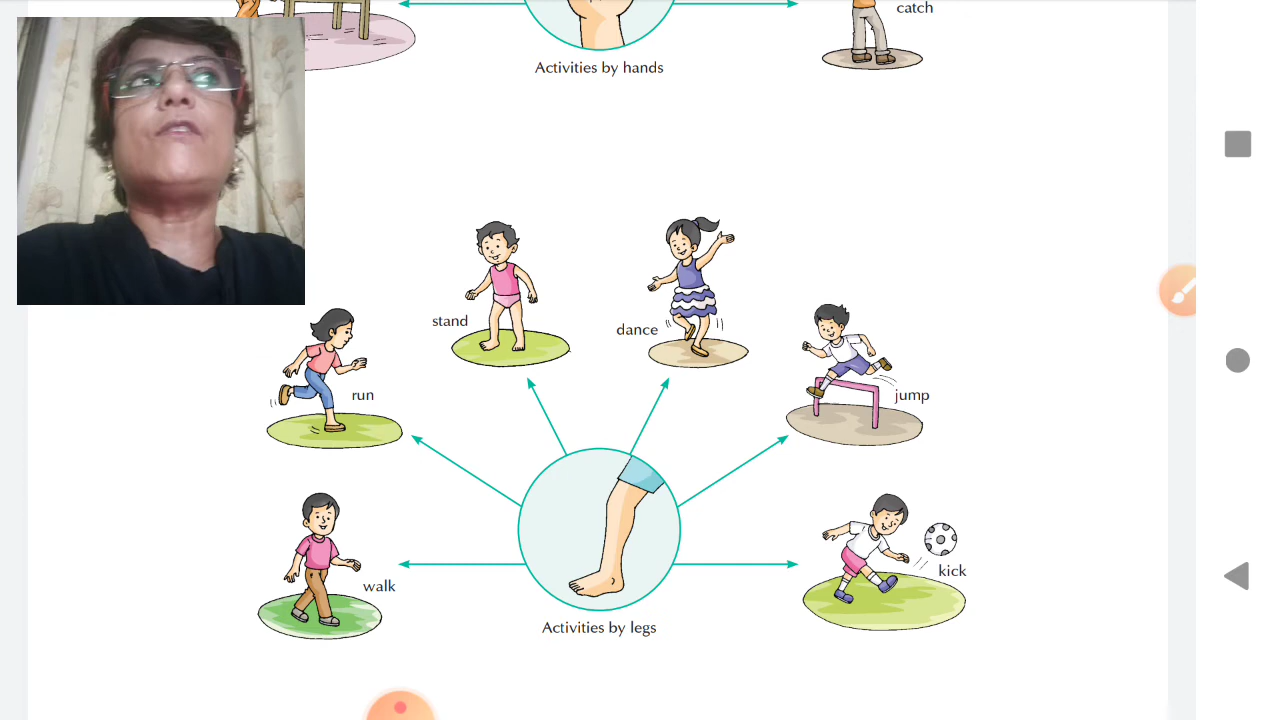 catch
Activities by hands
stand
dance
run
jump
walk
kick
Activities by legs